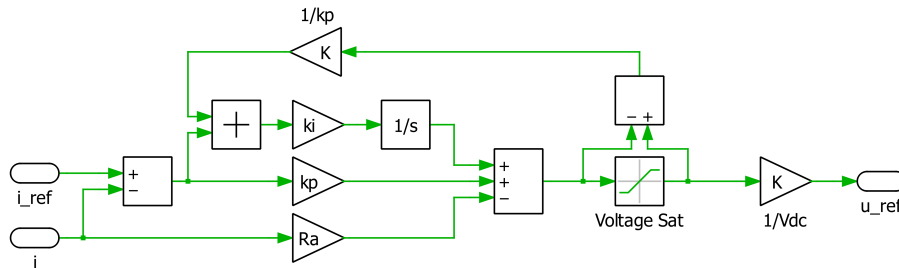 1/kp
K
− +
+
ki
1/s
+
−
i_ref
kp
+
+
−
K
Voltage Sat
1/Vdc
u_ref
i
Ra